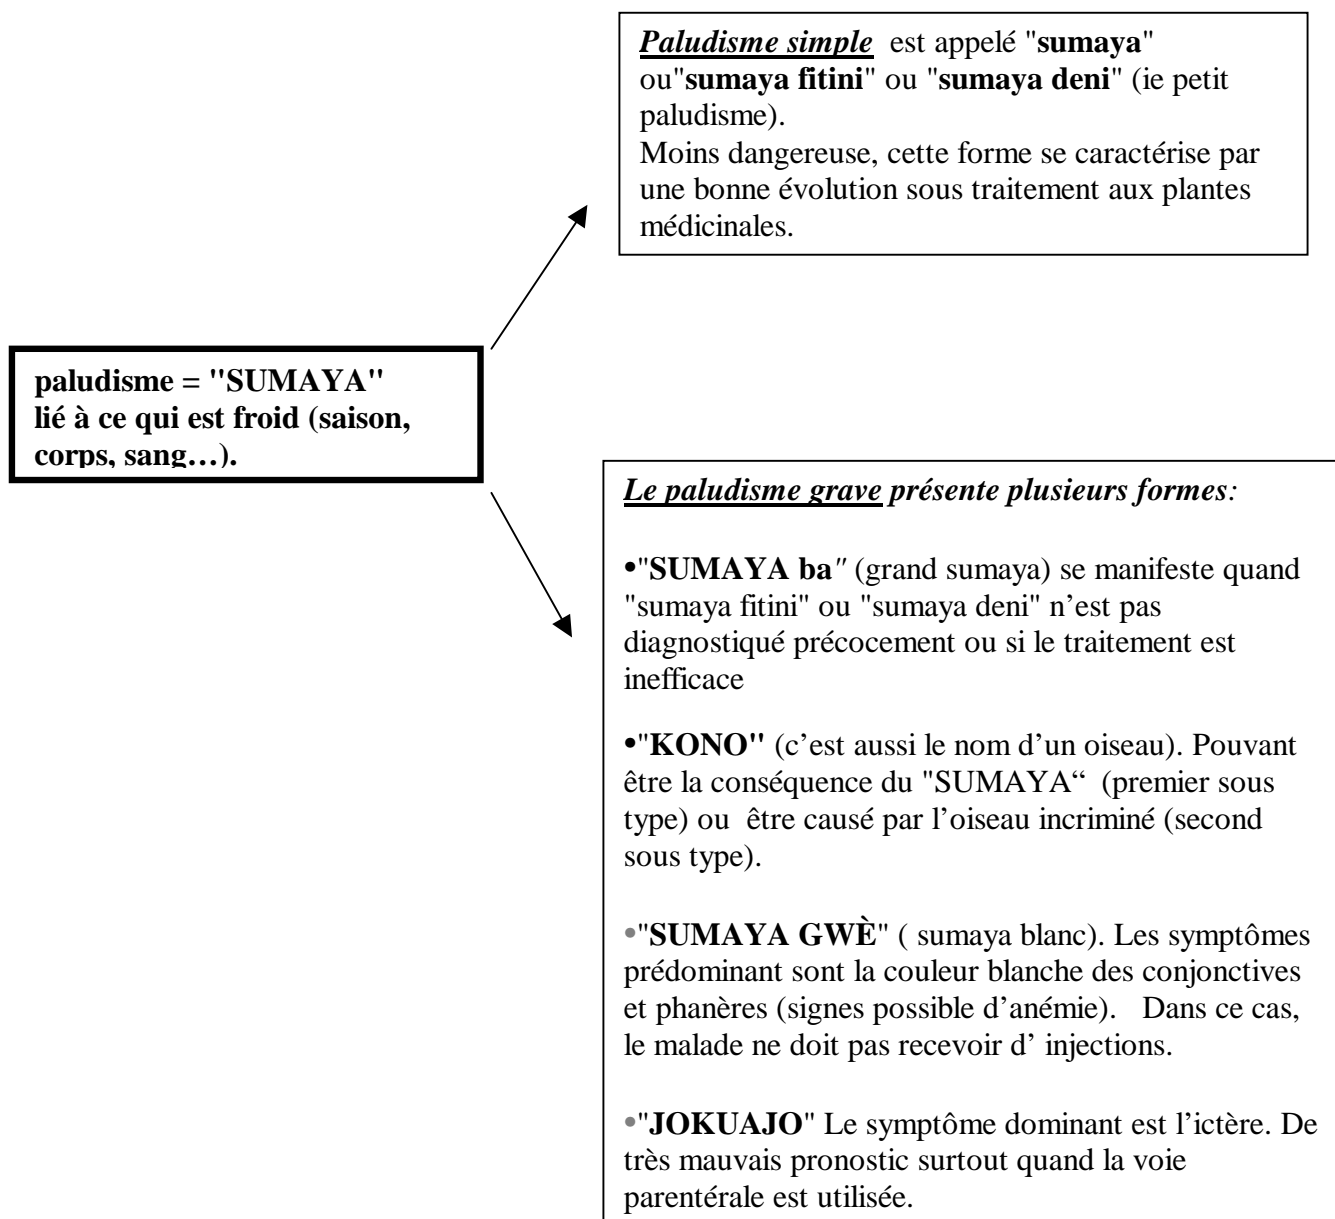 Paludisme simple est appelé "sumaya"
ou"sumaya fitini" ou "sumaya deni" (ie petit
paludisme).
Moins dangereuse, cette forme se caractérise par
une bonne évolution sous traitement aux plantes
médicinales.
paludisme = "SUMAYA"
lié à ce qui est froid (saison,
corps, sang…).
Le paludisme grave présente plusieurs formes:
•"SUMAYA ba" (grand sumaya) se manifeste quand
"sumaya fitini" ou "sumaya deni" n’est pas
diagnostiqué précocement ou si le traitement est
inefficace
•"KONO" (c’est aussi le nom d’un oiseau). Pouvant
être la conséquence du "SUMAYA“ (premier sous
type) ou être causé par l’oiseau incriminé (second
sous type).
•"SUMAYA GWÈ" ( sumaya blanc). Les symptômes
prédominant sont la couleur blanche des conjonctives
et phanères (signes possible d’anémie). Dans ce cas,
le malade ne doit pas recevoir d’ injections.
•"JOKUAJO" Le symptôme dominant est l’ictère. De
très mauvais pronostic surtout quand la voie
parentérale est utilisée.